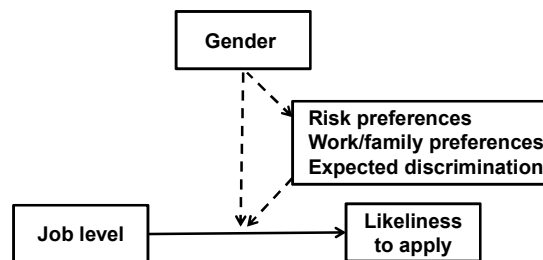 Gender
Risk preferences
Work/family preferences
Expected discrimination
Job level
Likeliness
to apply